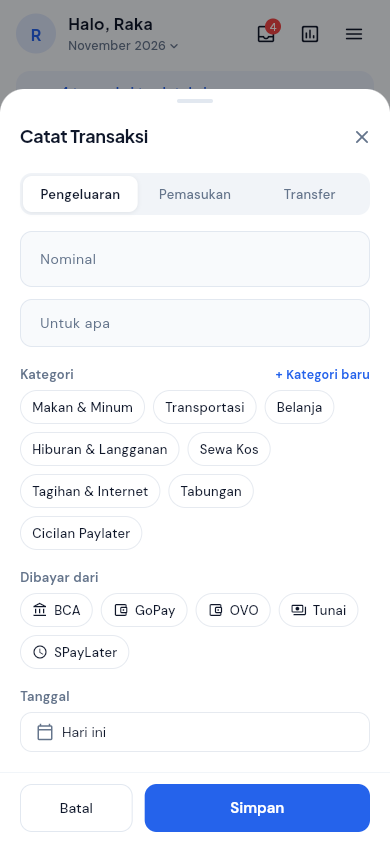 R
Halo, Raka
November 2026
4
Catat Transaksi
Pengeluaran
Pemasukan
Transfer
Nominal
Untuk apa
Kategori
+ Kategori baru
Makan & Minum
Transportasi
Belanja
Hiburan & Langganan
Sewa Kos
Tagihan & Internet
Tabungan
Cicilan Paylater
Dibayar dari
BCA
GoPay
OVO
Tunai
SPayLater
Tanggal
Hari ini
Batal
Simpan